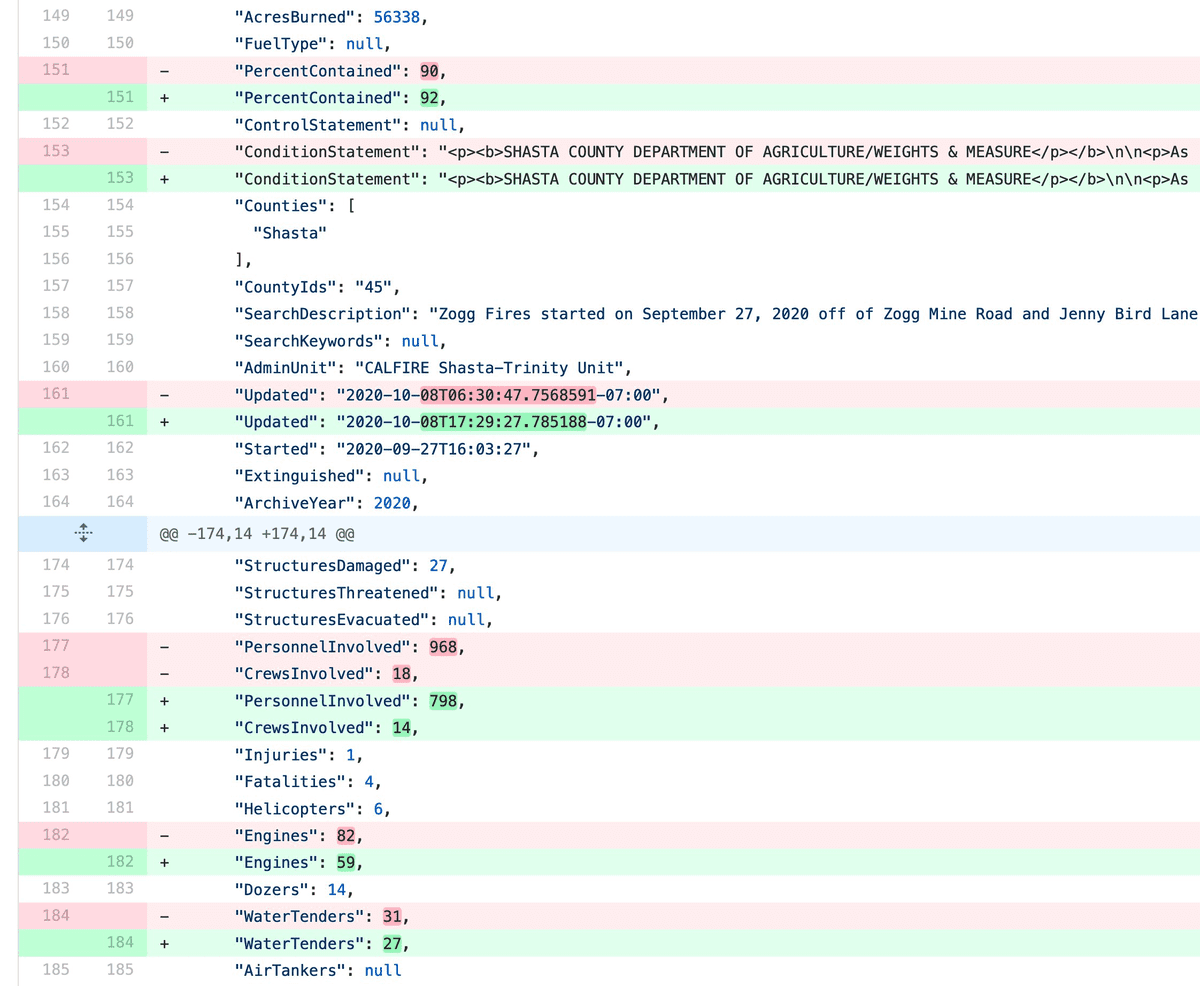 149 149 "AcresBurned": 56338,
150 150 "FuelType": null,
151 - "PercentContained": 90,
151 + "PercentContained": 92,
152 152 "ControlStatement": null,
153 - "ConditionStatement": "<p><b>SHASTA COUNTY DEPARTMENT OF AGRICULTURE/WEIGHTS & MEASURE</p></b>\n\n<p>As
153 + "ConditionStatement": "<p><b>SHASTA COUNTY DEPARTMENT OF AGRICULTURE/WEIGHTS & MEASURE</p></b>\n\n<p>As
154 154 "Counties": [
155 155 "Shasta"
156 156 ],
157 157 "CountyIds": "45",
158 158 "SearchDescription": "Zogg Fires started on September 27, 2020 off of Zogg Mine Road and Jenny Bird Lane
159 159 "SearchKeywords": null,
160 160 "AdminUnit": "CALFIRE Shasta-Trinity Unit",
161 - "Updated": "2020-10-08T06:30:47.7568591-07:00",
161 + "Updated": "2020-10-08T17:29:27.785188-07:00",
162 162 "Started": "2020-09-27T16:03:27",
163 163 "Extinguished": null,
164 164 "ArchiveYear": 2020,
@@ -174,14 +174,14 @@
174 174 "StructuresDamaged": 27,
175 175 "StructuresThreatened": null,
176 176 "StructuresEvacuated": null,
177 - "PersonnelInvolved": 968,
178 - "CrewsInvolved": 18,
177 + "PersonnelInvolved": 798,
178 + "CrewsInvolved": 14,
179 179 "Injuries": 1,
180 180 "Fatalities": 4,
181 181 "Helicopters": 6,
182 - "Engines": 82,
182 + "Engines": 59,
183 183 "Dozers": 14,
184 - "WaterTenders": 31,
184 + "WaterTenders": 27,
185 185 "AirTankers": null